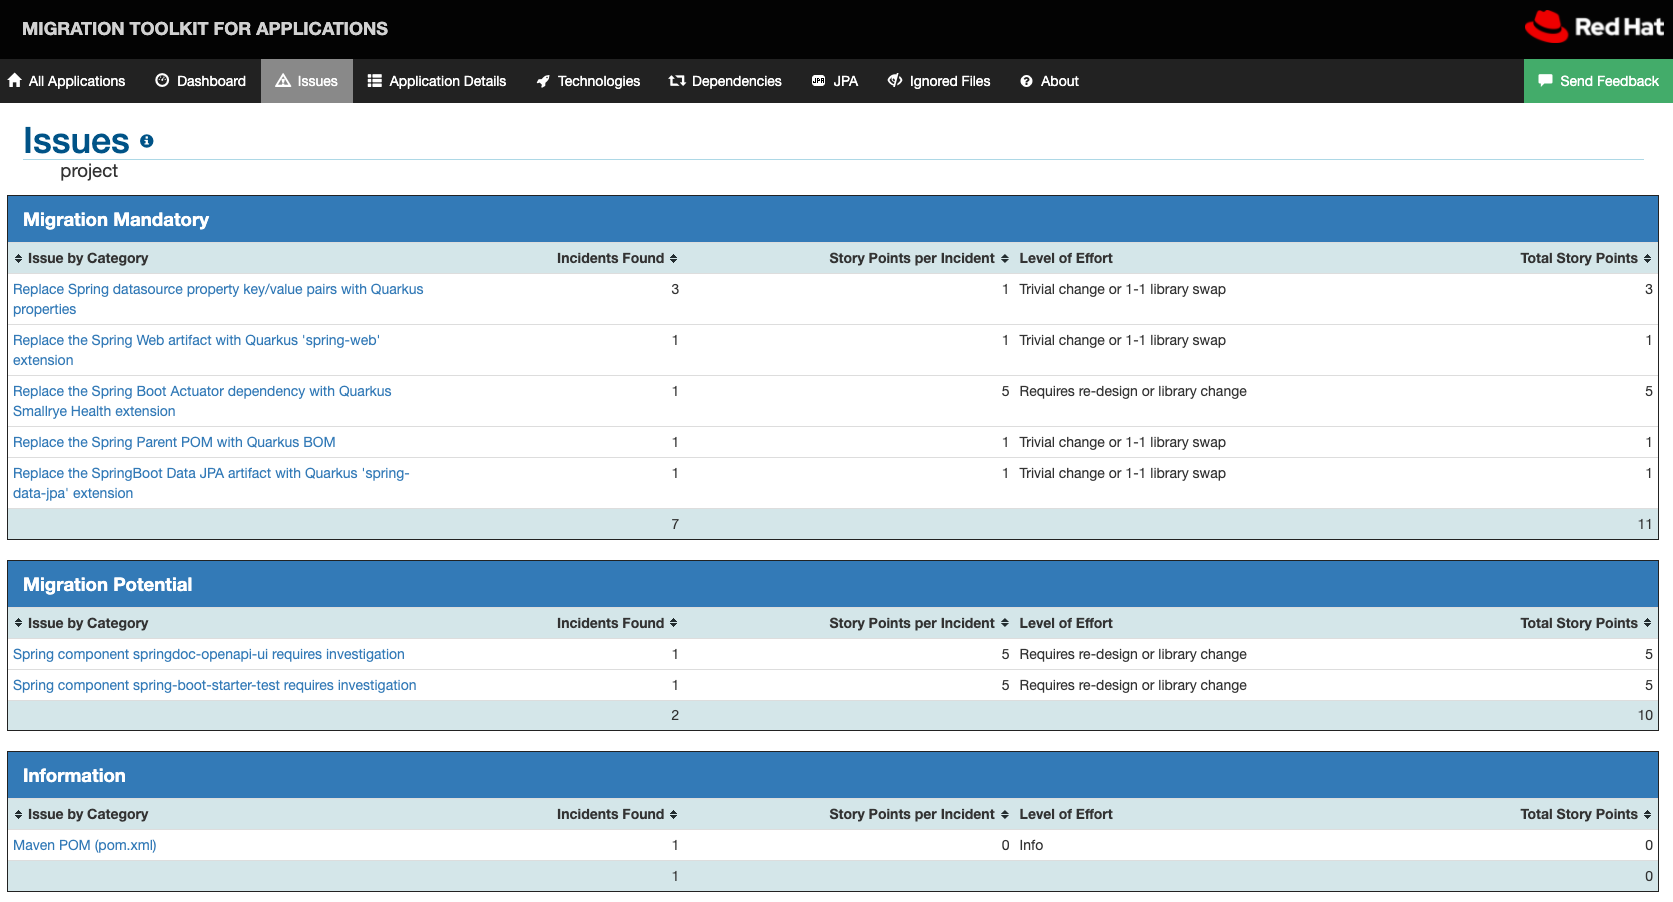 MIGRATION TOOLKIT FOR APPLICATIONS
Red Hat
All Applications Dashboard Issues Application Details Technologies Dependencies JPA Ignored Files About Send Feedback
Issues
project
Migration Mandatory
Issue by Category Incidents Found Story Points per Incident Level of Effort Total Story Points
Replace Spring datasource property key/value pairs with Quarkus 3 1 Trivial change or 1-1 library swap 3
properties
Replace the Spring Web artifact with Quarkus 'spring-web' 1 1 Trivial change or 1-1 library swap 1
extension
Replace the Spring Boot Actuator dependency with Quarkus 1 5 Requires re-design or library change 5
Smallrye Health extension
Replace the Spring Parent POM with Quarkus BOM 1 1 Trivial change or 1-1 library swap 1
Replace the SpringBoot Data JPA artifact with Quarkus 'spring- 1 1 Trivial change or 1-1 library swap 1
data-jpa' extension
7 11
Migration Potential
Issue by Category Incidents Found Story Points per Incident Level of Effort Total Story Points
Spring component springdoc-openapi-ui requires investigation 1 5 Requires re-design or library change 5
Spring component spring-boot-starter-test requires investigation 1 5 Requires re-design or library change 5
2 10
Information
Issue by Category Incidents Found Story Points per Incident Level of Effort Total Story Points
Maven POM (pom.xml) 1 0 Info 0
1 0